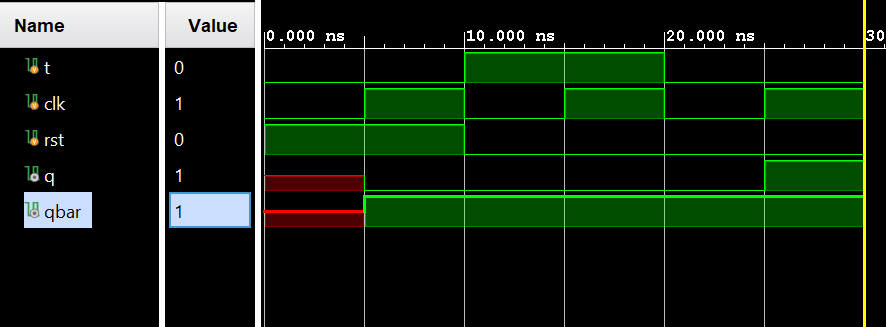 Name Value
0.000 ns 10.000 ns 20.000 ns 30
t 0
clk 1
rst 0
q 1
qbar 1